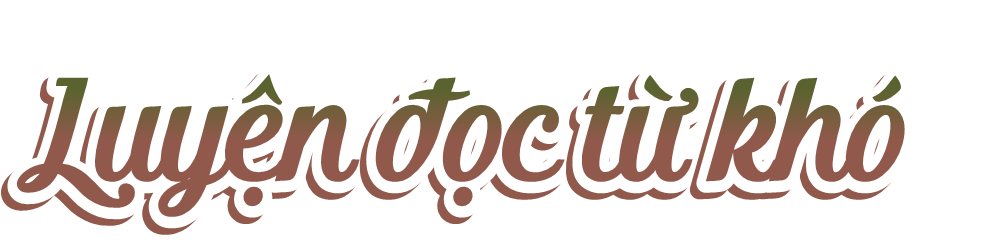 Luyện đọc từ khó